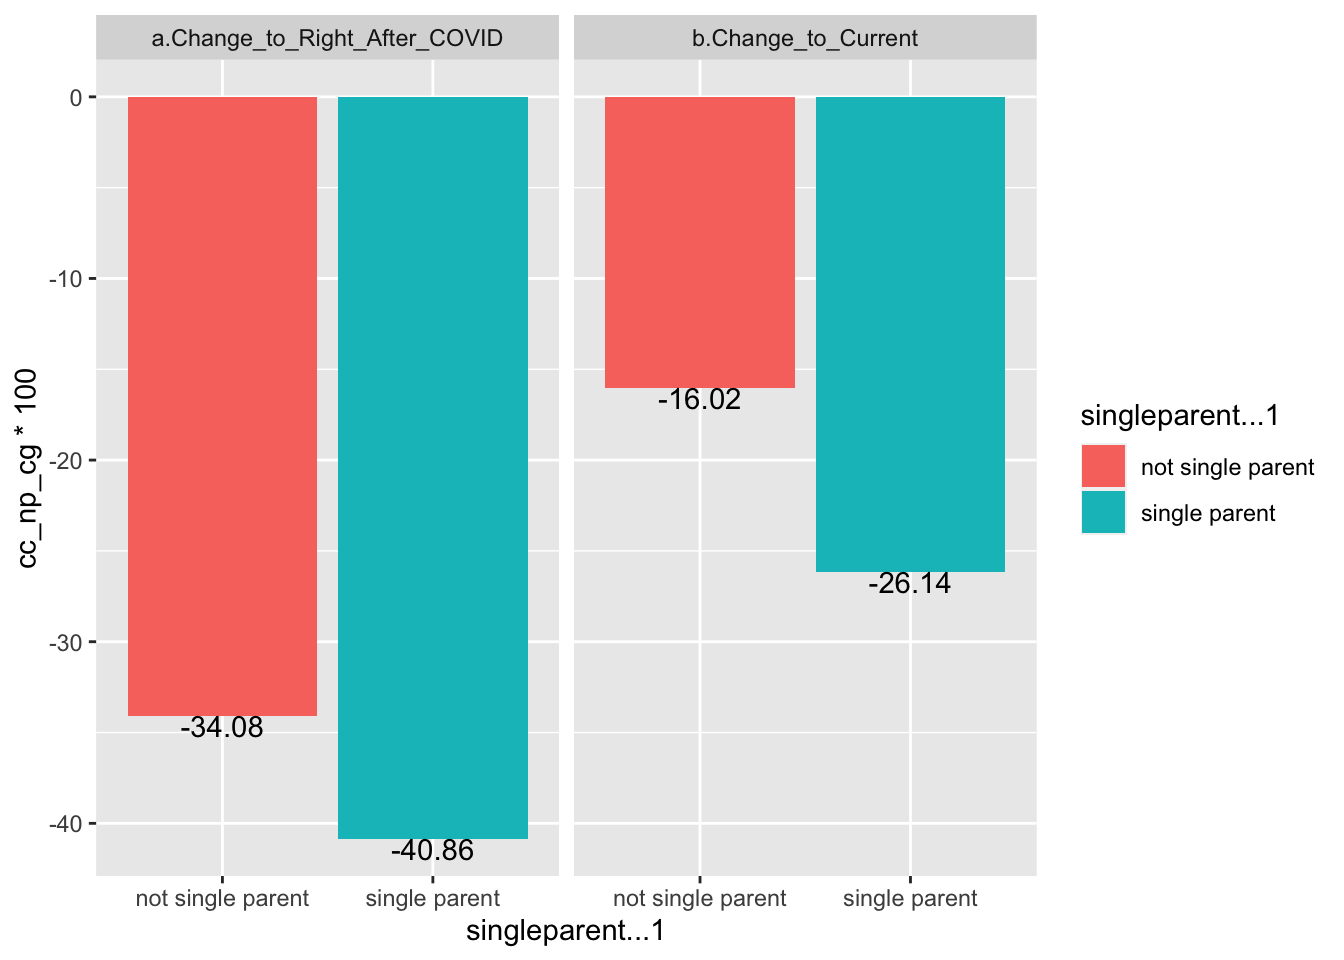 a.Change_to_Right_After_COVID
b.Change_to_Current
0
-10
-20
-30
-40
cc_np_cg * 100
-34.08
-40.86
-16.02
-26.14
not single parent
single parent
not single parent
single parent
singleparent...1
singleparent...1
not single parent
single parent